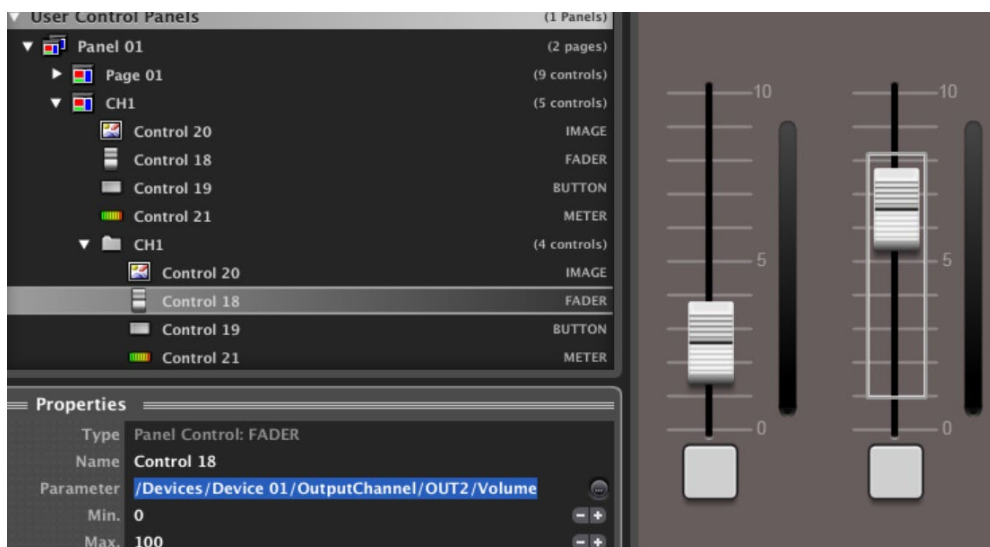 User Control Panels (1 Panels)
Panel 01 (2 pages)
Page 01 (9 controls)
CH1 (5 controls)
Control 20 IMAGE
Control 18 FADER
Control 19 BUTTON
Control 21 METER
CH1 (4 controls)
Control 20 IMAGE
Control 18 FADER
Control 19 BUTTON
Control 21 METER
Properties
Type Panel Control: FADER
Name Control 18
Parameter /Devices/Device 01/OutputChannel/OUT2/Volume
Min. 0
Max. 100
10 10
5 5
0 0